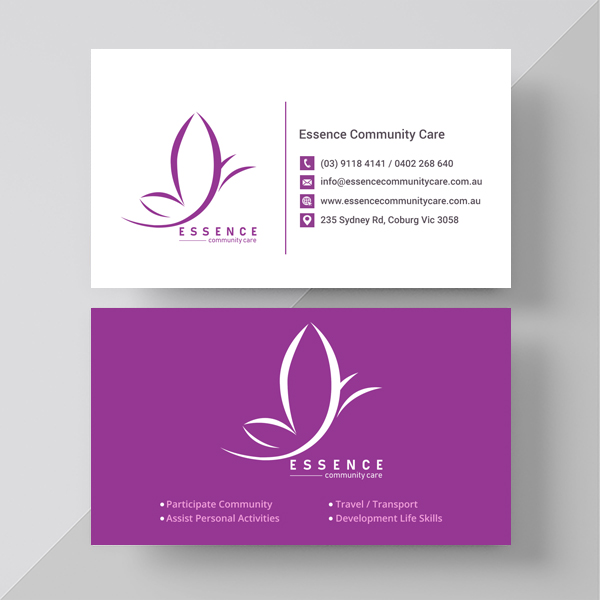 ESSENCE
community care
Essence Community Care
(03) 9118 4141 / 0402 268 640
info@essencecommunitycare.com.au
www.essencecommunitycare.com.au
235 Sydney Rd, Coburg Vic 3058
ESSENCE
community care
• Participate Community
• Assist Personal Activities
• Travel / Transport
• Development Life Skills